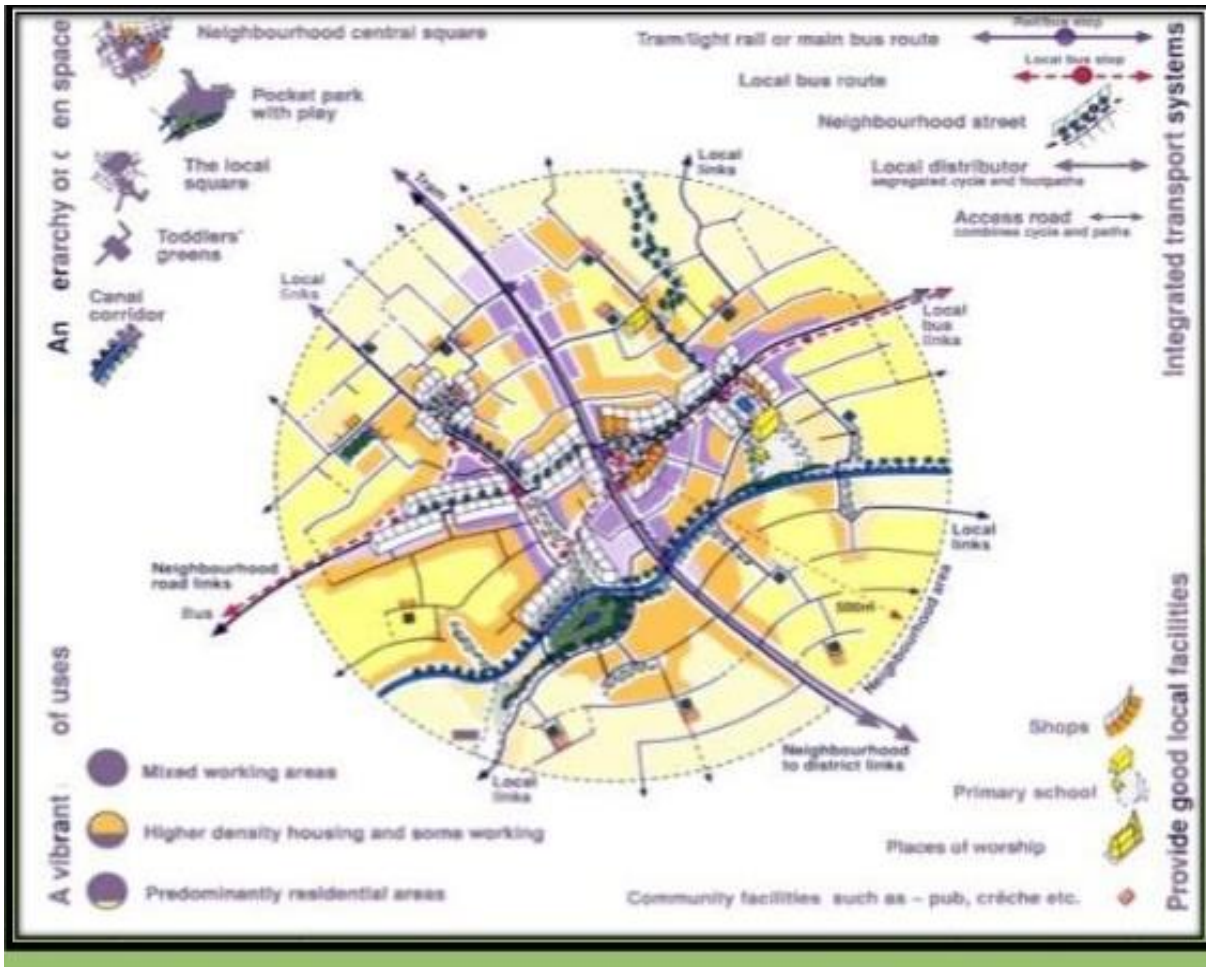 Neighbourhood central square
Pocket park
with play
The local
square
Toddlers'
greens
Canal
corridor
An erarchy of en space
Rail/bus stop
Tram/light rail or main bus route
Local bus stop
Local bus route
Neighbourhood street
Local distributor
segregated cycle and footpaths
Access road
combines cycle and paths
Integrated transport systems
Tram
Local
links
Local
links
Local
bus
links
Local
links
500m
Neighbourhood area
Neighbourhood
road links
Bus
Local
links
Neighbourhood
to district links
A vibrant of uses
Mixed working areas
Higher density housing and some working
Predominantly residential areas
Shops
Primary school
Places of worship
Community facilities such as – pub, crêche etc.
Provide good local facilities